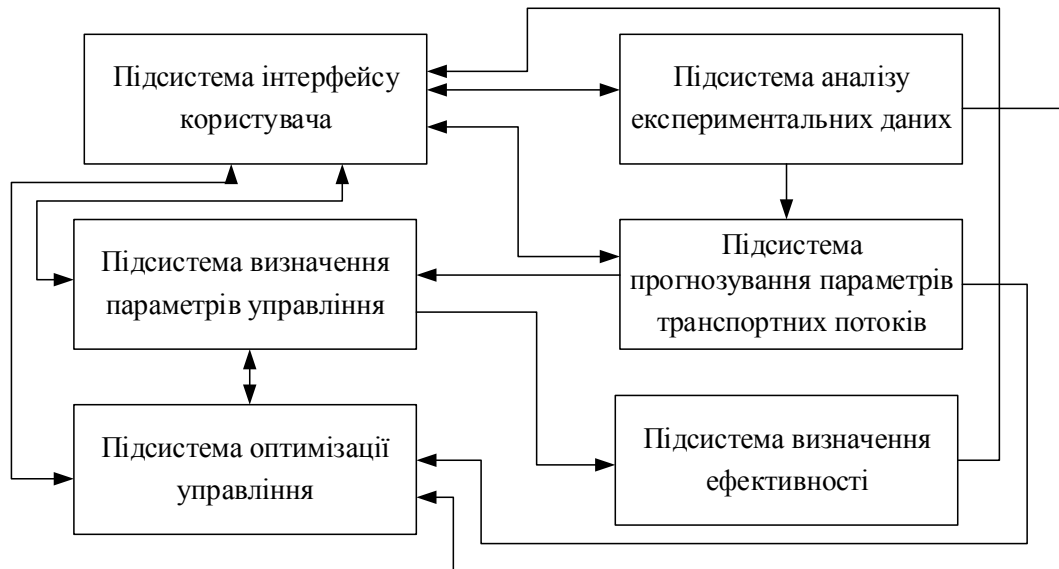 Підсистема інтерфейсу
користувача
Підсистема аналізу
експериментальних даних
Підсистема визначення
параметрів управління
Підсистема
прогнозування параметрів
транспортних потоків
Підсистема оптимізації
управління
Підсистема визначення
ефективності